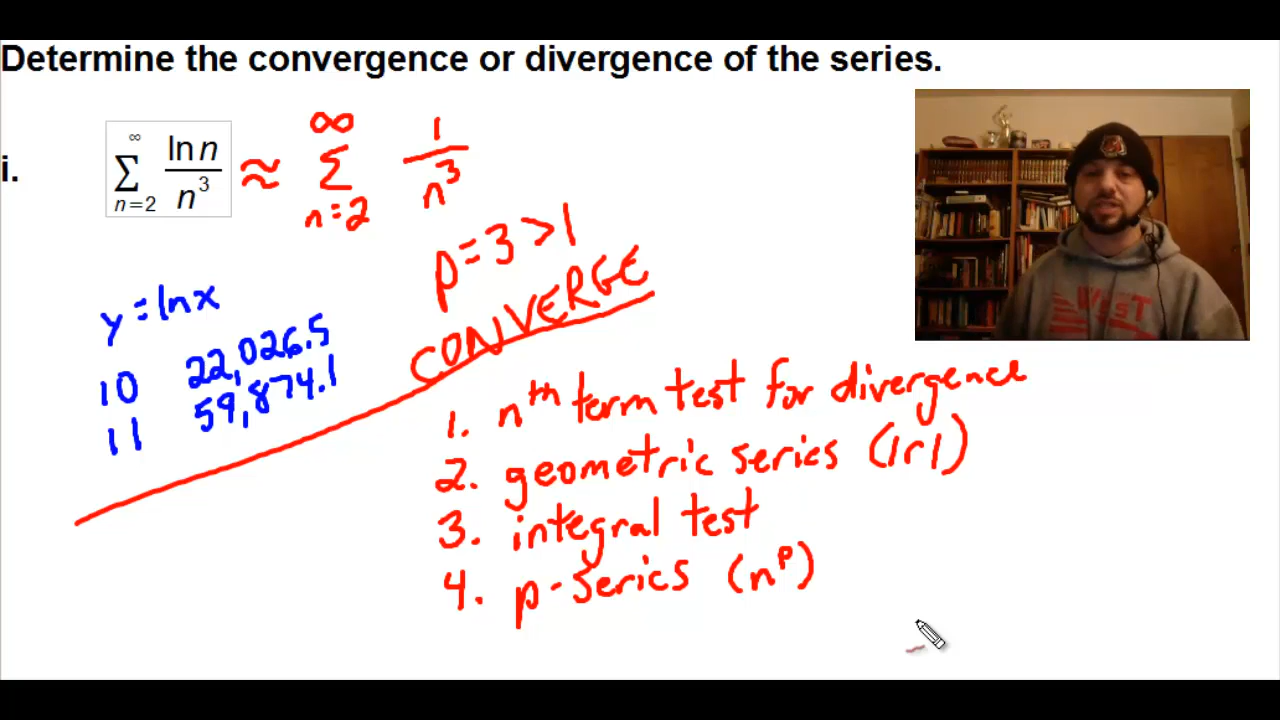 Determine the convergence or divergence of the series.
i.
∞ ∑ n=2 ln n / n³ ≈ ∞ ∑ n=2 1 / n³
p = 3 > 1
CONVERGE
y = ln x
10 22,026.5
11 59,874.1
1. nᵗʰ term test for divergence
2. geometric series (|r|)
3. integral test
4. p-series (nᵖ)
WEST